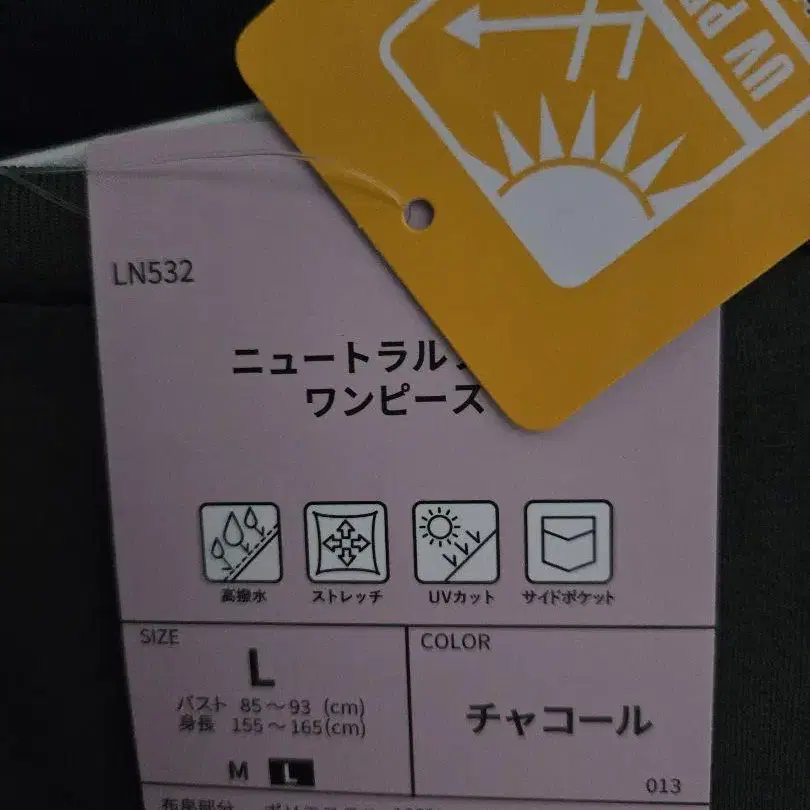 UV
LN532
ニュートラル
ワンピース
高撥水 ストレッチ UVカット サイドポケット
SIZE
L
バスト 85～93 (cm)
身長 155～165(cm)
M L
COLOR
チャコール
013